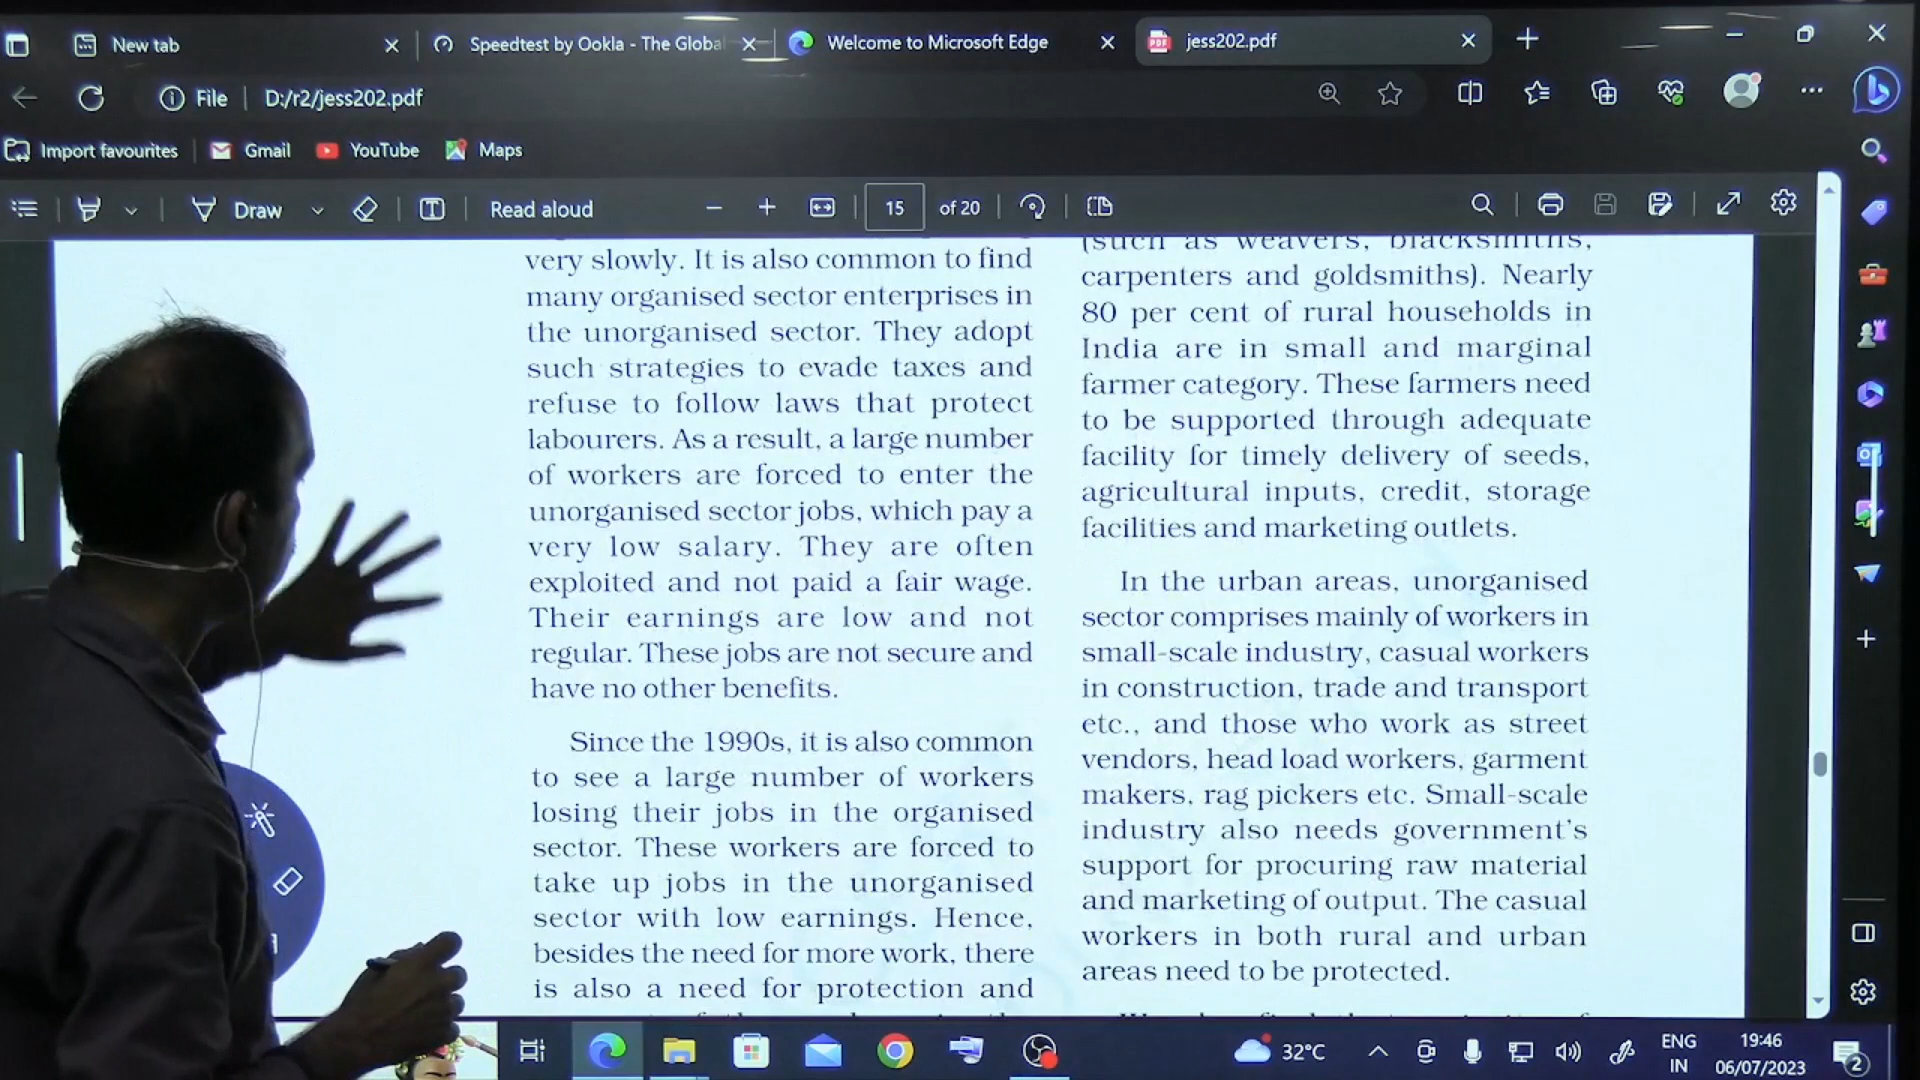 New tab
Speedtest by Ookla - The Global
Welcome to Microsoft Edge
PDF
jess202.pdf
File
D:/r2/jess202.pdf
Import favourites
Gmail
YouTube
Maps
Draw
Read aloud
15
of 20
very slowly. It is also common to find
many organised sector enterprises in
the unorganised sector. They adopt
such strategies to evade taxes and
refuse to follow laws that protect
labourers. As a result, a large number
of workers are forced to enter the
unorganised sector jobs, which pay a
very low salary. They are often
exploited and not paid a fair wage.
Their earnings are low and not
regular. These jobs are not secure and
have no other benefits.
Since the 1990s, it is also common
to see a large number of workers
losing their jobs in the organised
sector. These workers are forced to
take up jobs in the unorganised
sector with low earnings. Hence,
besides the need for more work, there
is also a need for protection and
(such as weavers, blacksmiths,
carpenters and goldsmiths). Nearly
80 per cent of rural households in
India are in small and marginal
farmer category. These farmers need
to be supported through adequate
facility for timely delivery of seeds,
agricultural inputs, credit, storage
facilities and marketing outlets.
In the urban areas, unorganised
sector comprises mainly of workers in
small-scale industry, casual workers
in construction, trade and transport
etc., and those who work as street
vendors, head load workers, garment
makers, rag pickers etc. Small-scale
industry also needs government's
support for procuring raw material
and marketing of output. The casual
workers in both rural and urban
areas need to be protected.
32°C
ENG
IN
19:46
06/07/2023
2